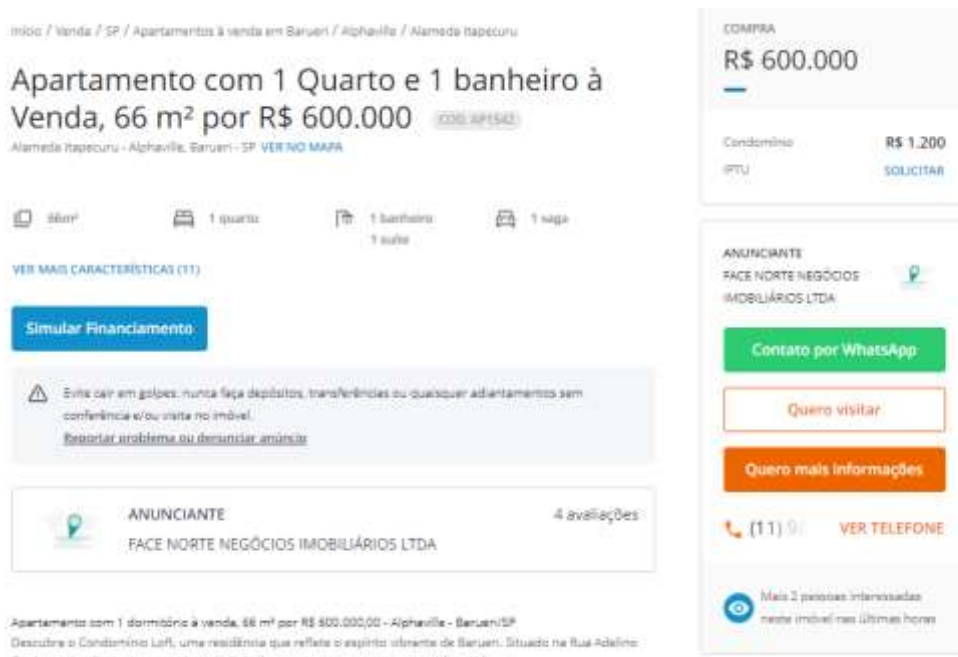 Início / Venda / SP / Apartamentos à venda em Barueri / Alphaville / Alameda Itapecuru
Apartamento com 1 Quarto e 1 banheiro à
Venda, 66 m² por R$ 600.000 COD. AP1542
Alameda Itapecuru - Alphaville, Barueri - SP VER NO MAPA
66m² 1 quarto 1 banheiro 1 vaga
1 suíte
VER MAIS CARACTERÍSTICAS (11)
Simular Financiamento
Evite cair em golpes: nunca faça depósitos, transferências ou quaisquer adiantamentos sem
conferência e/ou visita no imóvel.
Reportar problema ou denunciar anúncio
ANUNCIANTE 4 avaliações
FACE NORTE NEGÓCIOS IMOBILIÁRIOS LTDA
Apartamento com 1 dormitório à venda, 66 m² por R$ 600.000,00 - Alphaville - Barueri/SP
Descubra o Condomínio Loft, uma residência que reflete o espírito vibrante de Barueri. Situado na Rua Adelino
COMPRA
R$ 600.000
Condomínio R$ 1.200
IPTU SOLICITAR
ANUNCIANTE
FACE NORTE NEGÓCIOS
IMOBILIÁRIOS LTDA
Contato por WhatsApp
Quero visitar
Quero mais informações
(11) 9 VER TELEFONE
Mais 2 pessoas interessadas
neste imóvel nas últimas horas